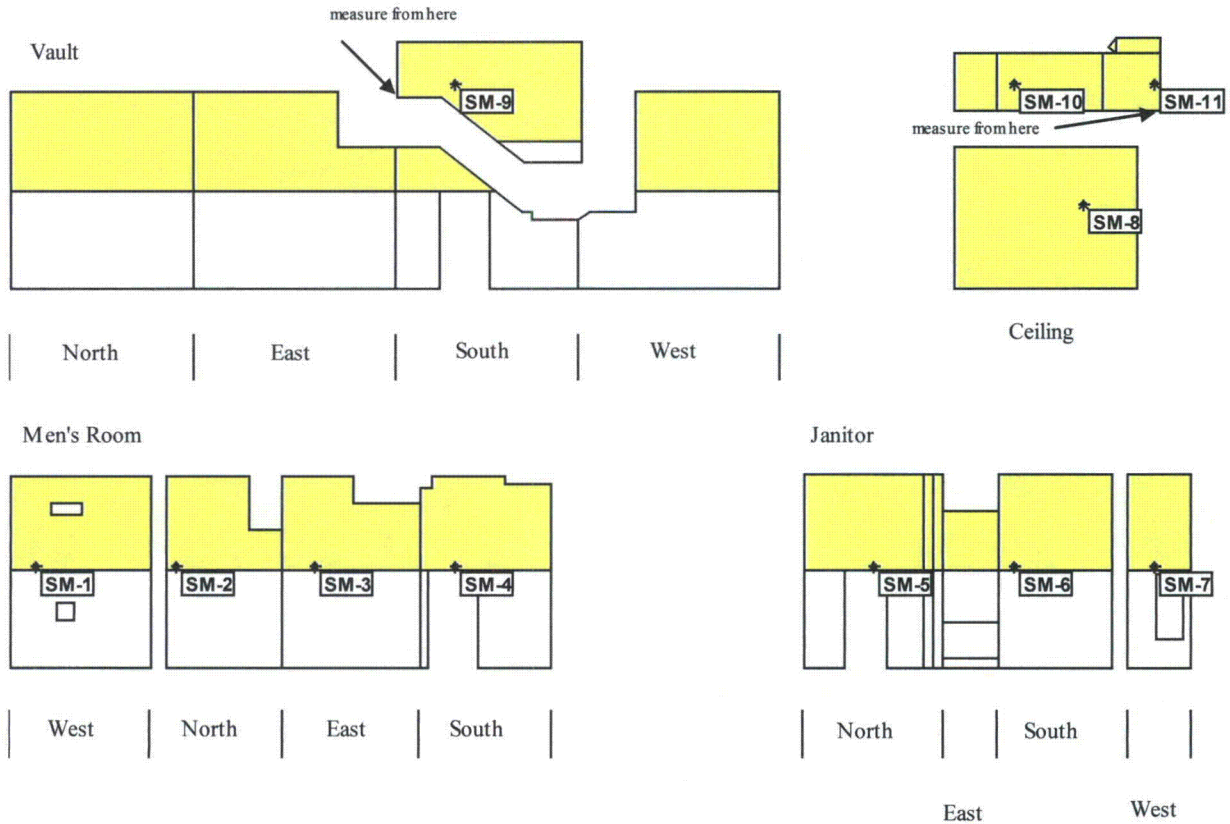 measure from here
Vault
SM-9
SM-10
SM-11
measure from here
SM-8
Ceiling
North
East
South
West
Men's Room
Janitor
SM-1
SM-2
SM-3
SM-4
SM-5
SM-6
SM-7
West
North
East
South
North
South
East
West